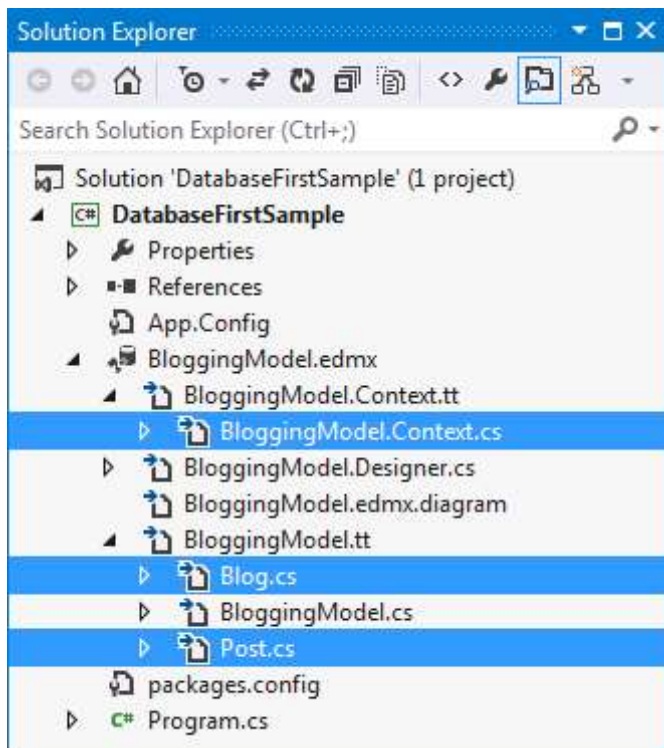 Solution Explorer
Search Solution Explorer (Ctrl+;)
Solution 'DatabaseFirstSample' (1 project)
C# DatabaseFirstSample
Properties
References
App.Config
BloggingModel.edmx
BloggingModel.Context.tt
BloggingModel.Context.cs
BloggingModel.Designer.cs
BloggingModel.edmx.diagram
BloggingModel.tt
Blog.cs
BloggingModel.cs
Post.cs
packages.config
C# Program.cs